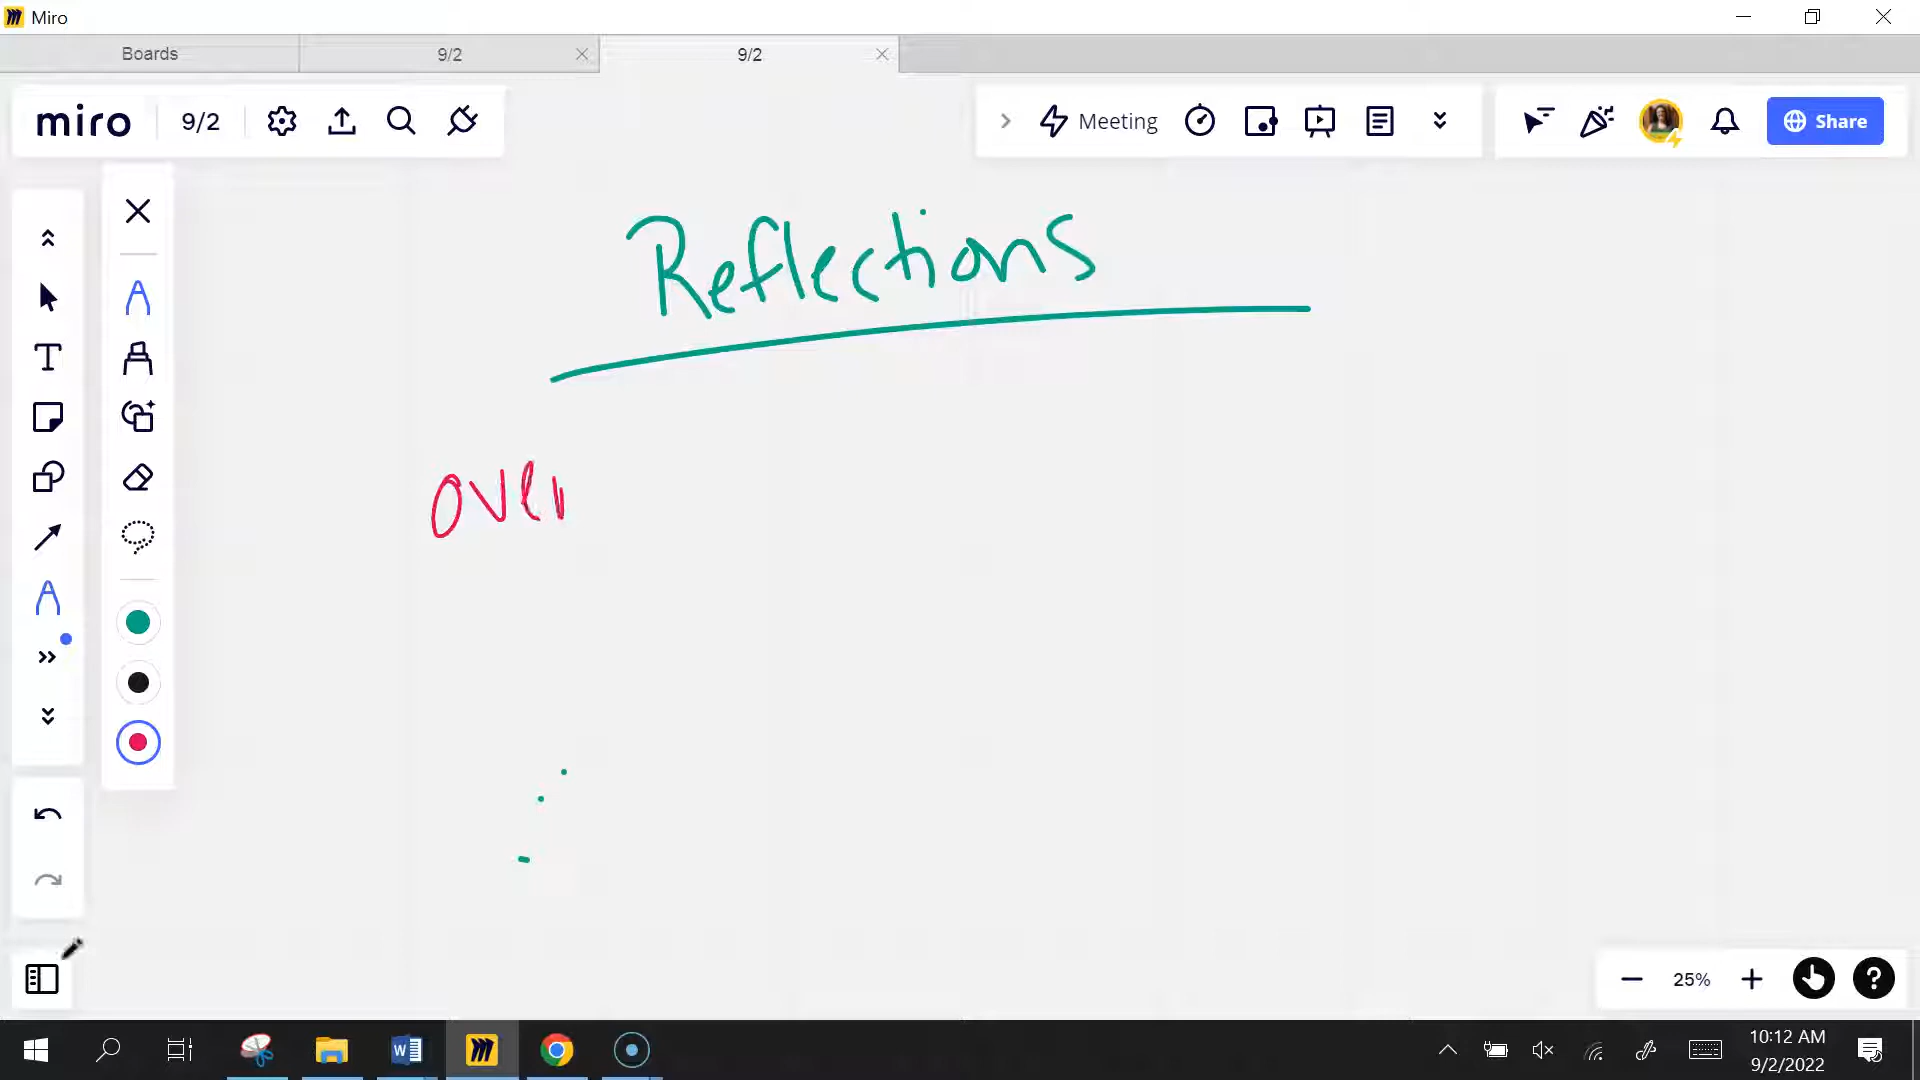 Miro
Boards
9/2
9/2
miro
9/2
Meeting
Share
Reflections
over
25%
10:12 AM
9/2/2022